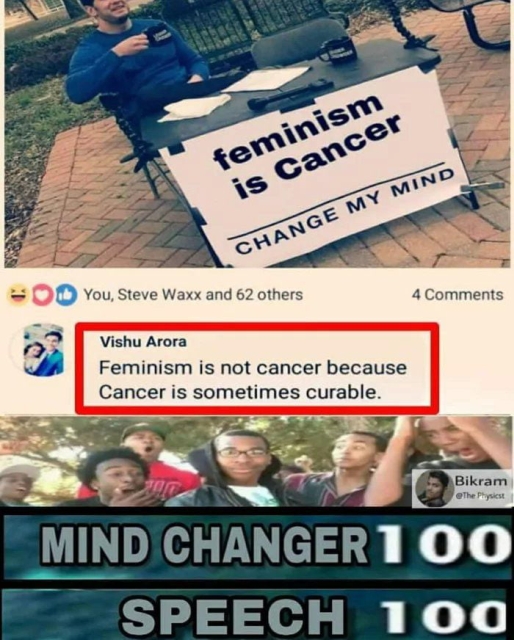 feminism
is Cancer
CHANGE MY MIND
You, Steve Waxx and 62 others
4 Comments
Vishu Arora
Feminism is not cancer because
Cancer is sometimes curable.
Bikram
@The Physicst
MIND CHANGER 100
SPEECH 100